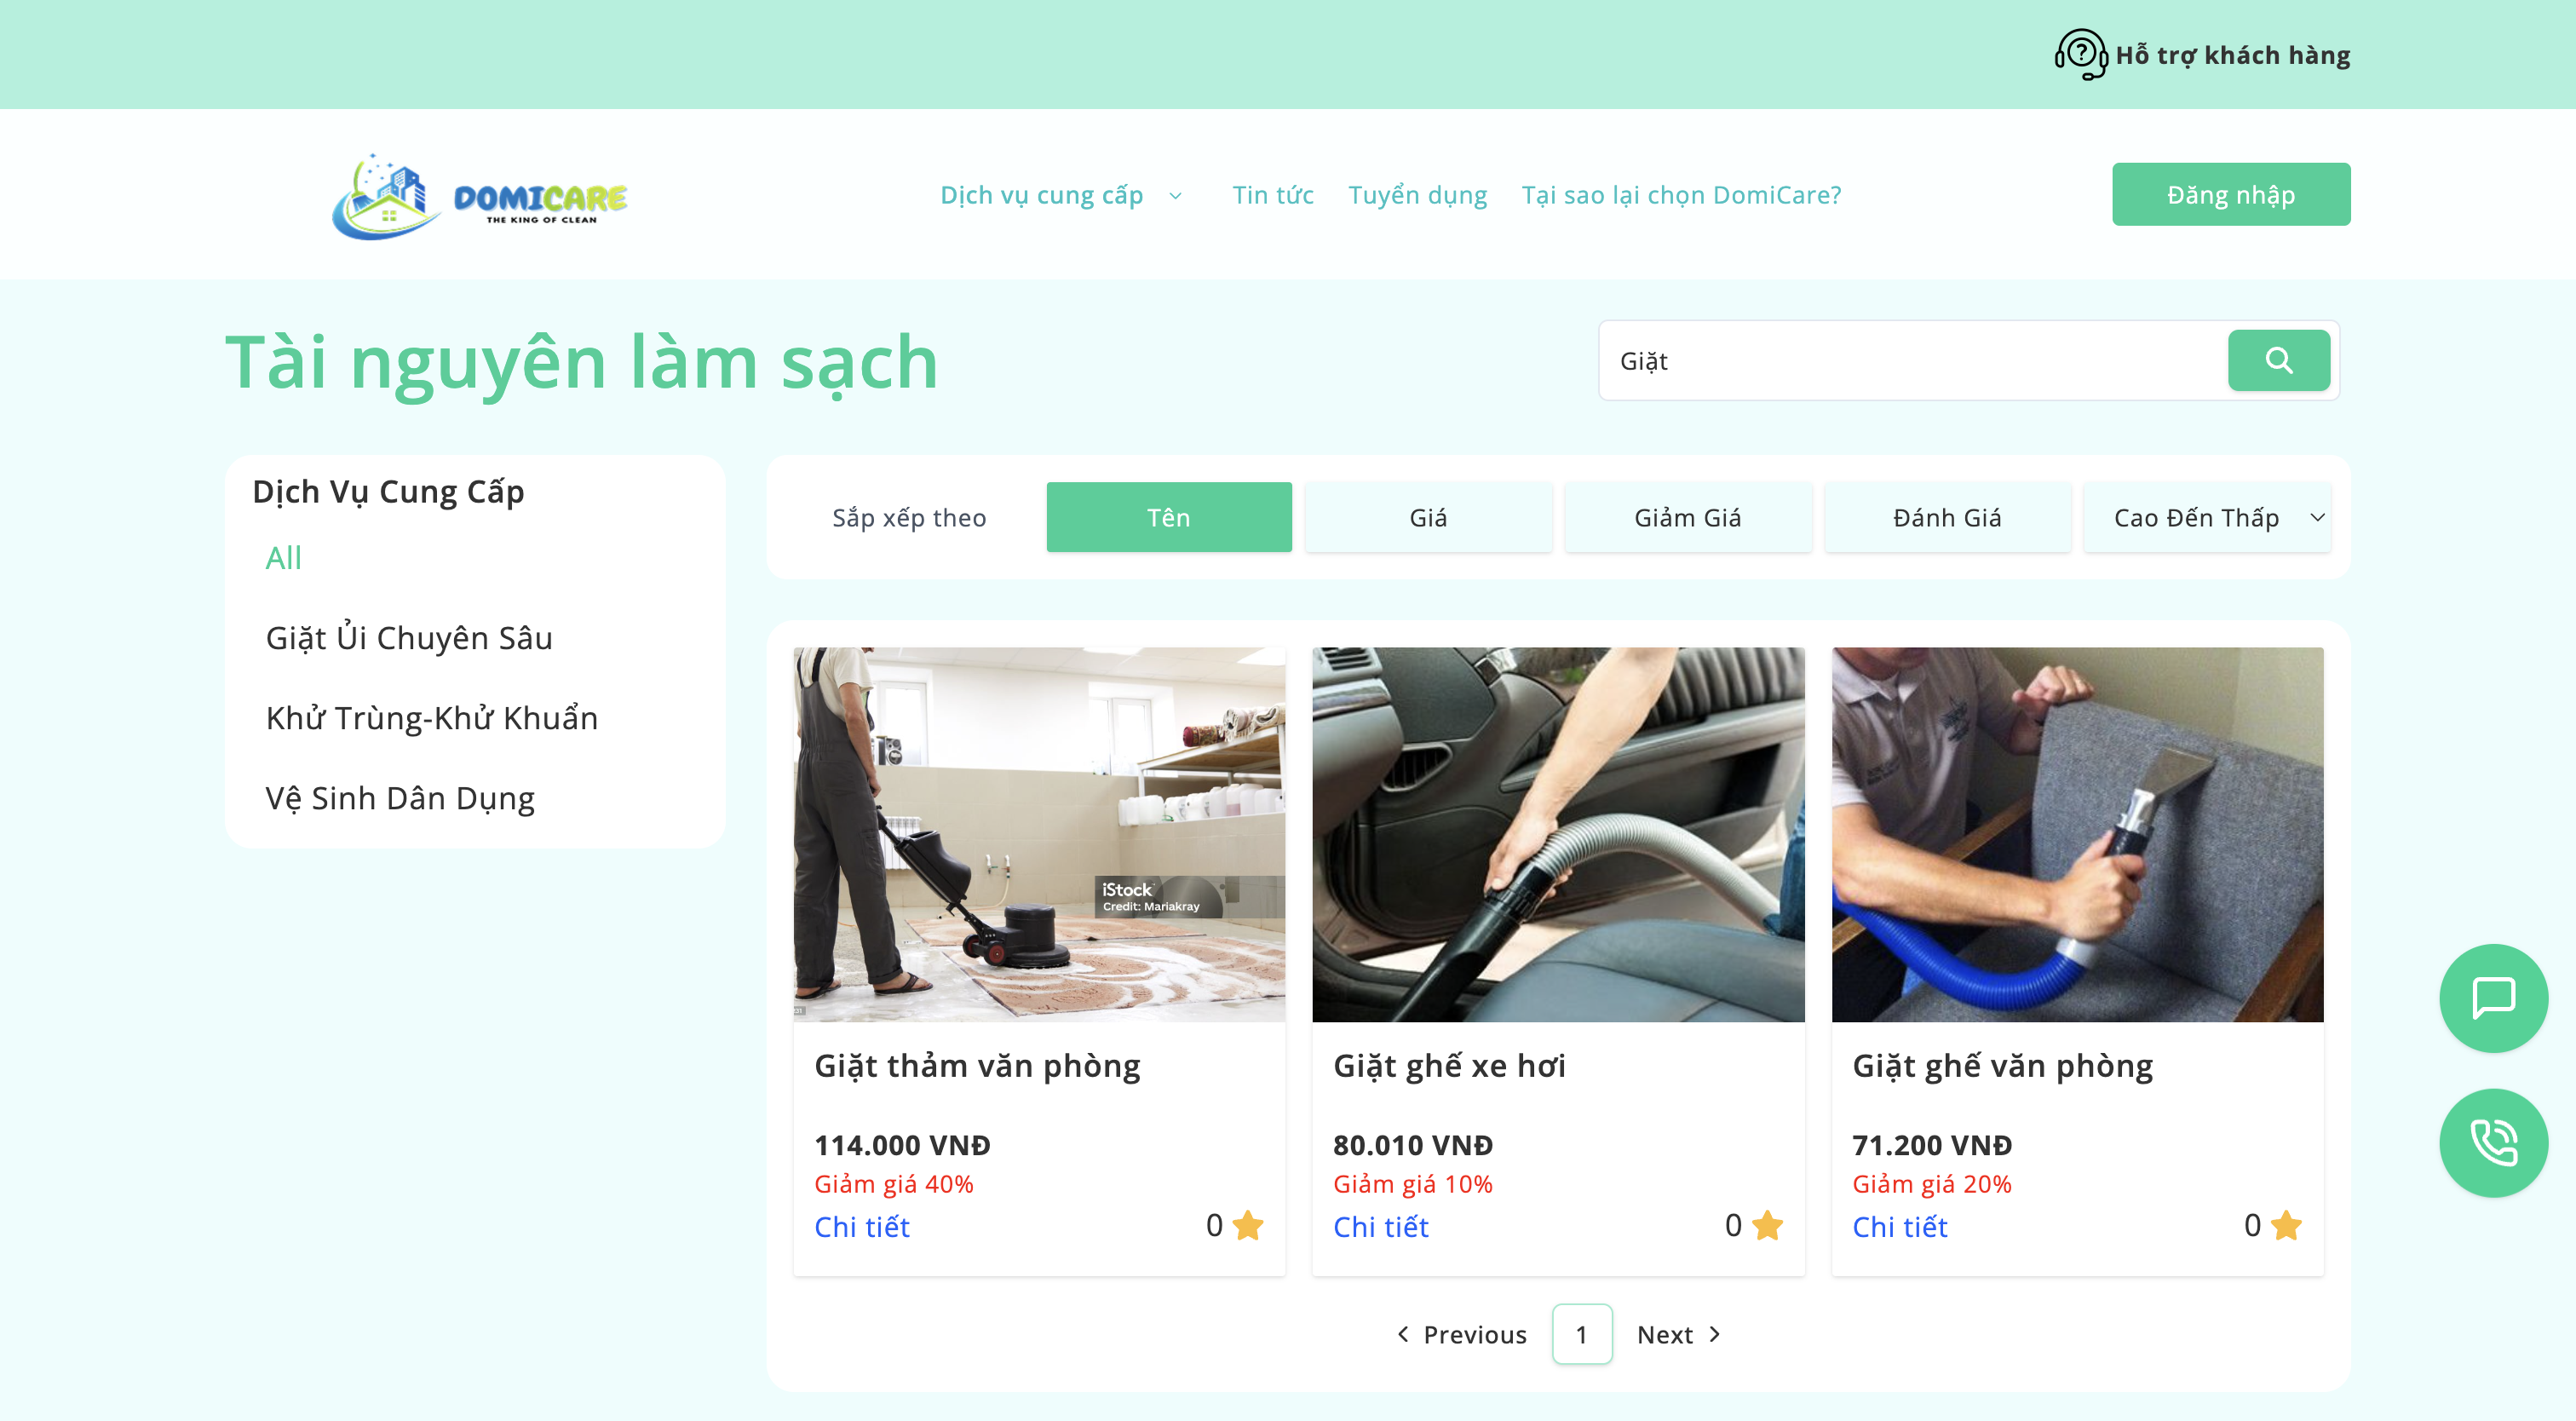 Hỗ trợ khách hàng
DOMICARE
THE KING OF CLEAN
Dịch vụ cung cấp
Tin tức
Tuyển dụng
Tại sao lại chọn DomiCare?
Đăng nhập
Tài nguyên làm sạch
Giặt
Dịch Vụ Cung Cấp
All
Giặt Ủi Chuyên Sâu
Khử Trùng-Khử Khuẩn
Vệ Sinh Dân Dụng
Sắp xếp theo
Tên
Giá
Giảm Giá
Đánh Giá
Cao Đến Thấp
iStock
Credit: Mariakray
Giặt thảm văn phòng
114.000 VNĐ
Giảm giá 40%
Chi tiết
0
Giặt ghế xe hơi
80.010 VNĐ
Giảm giá 10%
Chi tiết
0
Giặt ghế văn phòng
71.200 VNĐ
Giảm giá 20%
Chi tiết
0
Previous
1
Next